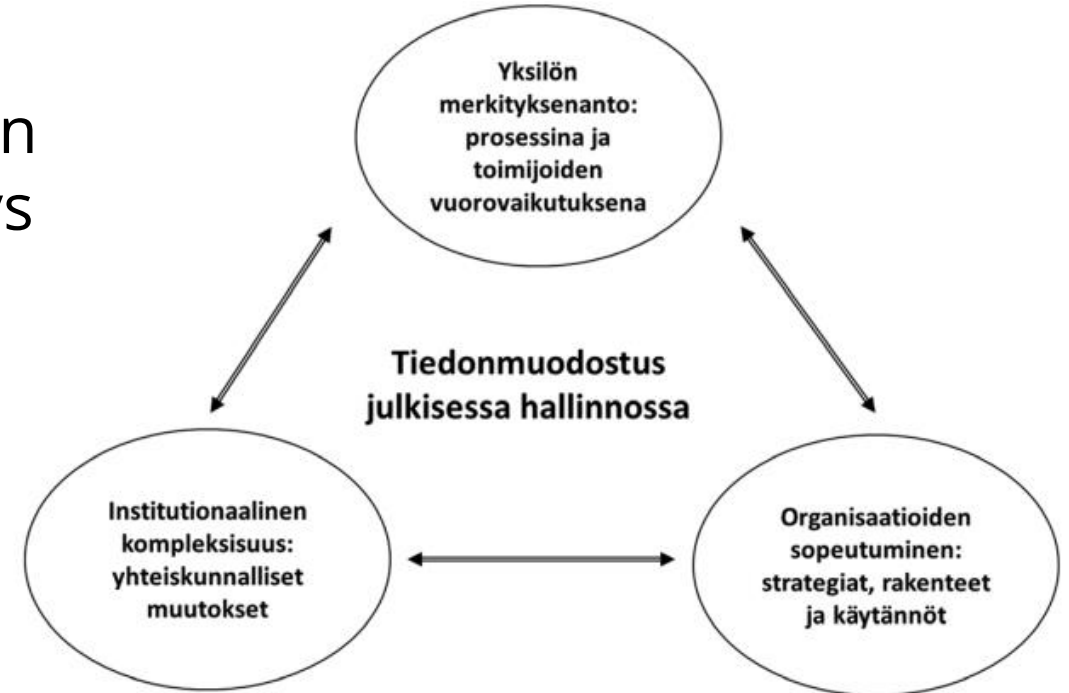 Yksilön
merkityksenanto:
prosessina ja
toimijoiden
vuorovaikutuksena
Tiedonmuodostus
julkisessa hallinnossa
Institutionaalinen
kompleksisuus:
yhteiskunnalliset
muutokset
Organisaatioiden
sopeutuminen:
strategiat, rakenteet
ja käytännöt